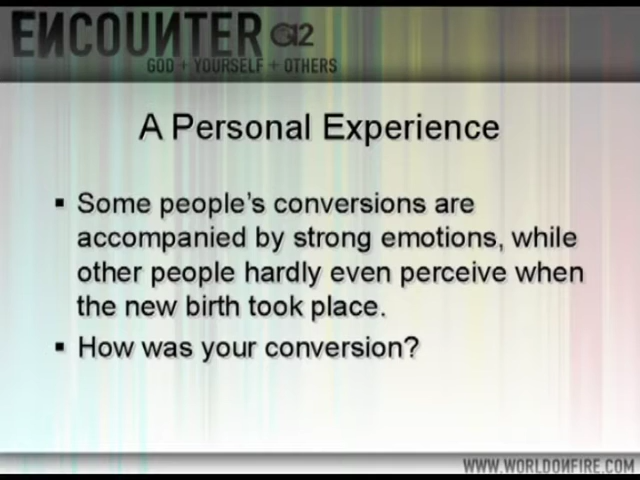 ENCOUNTER G12
GOD + YOURSELF + OTHERS
A Personal Experience
▪ Some people's conversions are
accompanied by strong emotions, while
other people hardly even perceive when
the new birth took place.
▪ How was your conversion?
WWW.WORLDONFIRE.COM